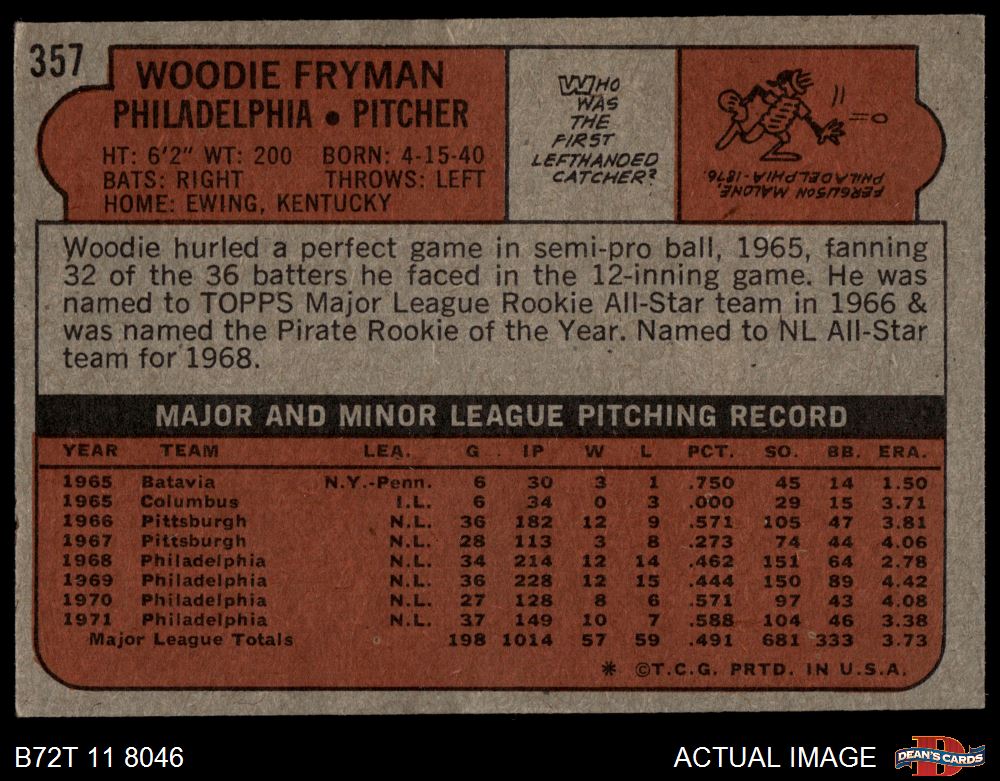 357
WOODIE FRYMAN
PHILADELPHIA • PITCHER
HT: 6'2" WT: 200 BORN: 4-15-40
BATS: RIGHT THROWS: LEFT
HOME: EWING, KENTUCKY
WHO
WAS
THE
FIRST
LEFTHANDED
CATCHER?
FERGUSON MALONE,
PHILADELPHIA-1876.
Woodie hurled a perfect game in semi-pro ball, 1965, fanning
32 of the 36 batters he faced in the 12-inning game. He was
named to TOPPS Major League Rookie All-Star team in 1966 &
was named the Pirate Rookie of the Year. Named to NL All-Star
team for 1968.
MAJOR AND MINOR LEAGUE PITCHING RECORD
YEAR TEAM LEA. G IP W L PCT. SO. BB. ERA.
1965 Batavia N.Y.-Penn. 6 30 3 1 .750 45 14 1.50
1965 Columbus I.L. 6 34 0 3 .000 29 15 3.71
1966 Pittsburgh N.L. 36 182 12 9 .571 105 47 3.81
1967 Pittsburgh N.L. 28 113 3 8 .273 74 44 4.06
1968 Philadelphia N.L. 34 214 12 14 .462 151 64 2.78
1969 Philadelphia N.L. 36 228 12 15 .444 150 89 4.42
1970 Philadelphia N.L. 27 128 8 6 .571 97 43 4.08
1971 Philadelphia N.L. 37 149 10 7 .588 104 46 3.38
Major League Totals 198 1014 57 59 .491 681 333 3.73
* ©T.C.G. PRTD. IN U.S.A.
B72T 11 8046
ACTUAL IMAGE
D
DEAN'S CARDS